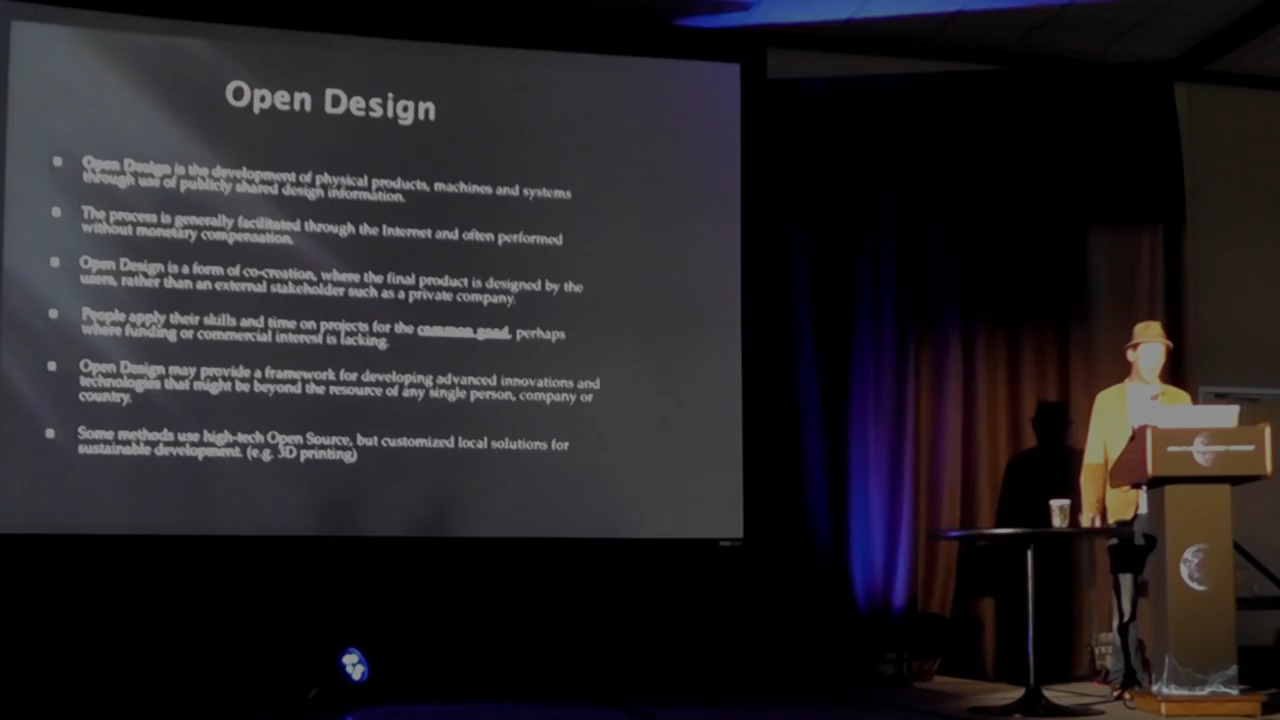 Open Design
Open Design is the development of physical products, machines and systems
through use of publicly shared design information.
The process is generally facilitated through the Internet and often performed
without monetary compensation.
Open Design is a form of co-creation, where the final product is designed by the
users, rather than an external stakeholder such as a private company.
People apply their skills and time on projects for the common good, perhaps
where funding or commercial interest is lacking.
Open Design may provide a framework for developing advanced innovations and
technologies that might be beyond the resource of any single person, company or
country.
Some methods use high-tech Open Source, but customized local solutions for
sustainable development. (e.g. 3D printing)